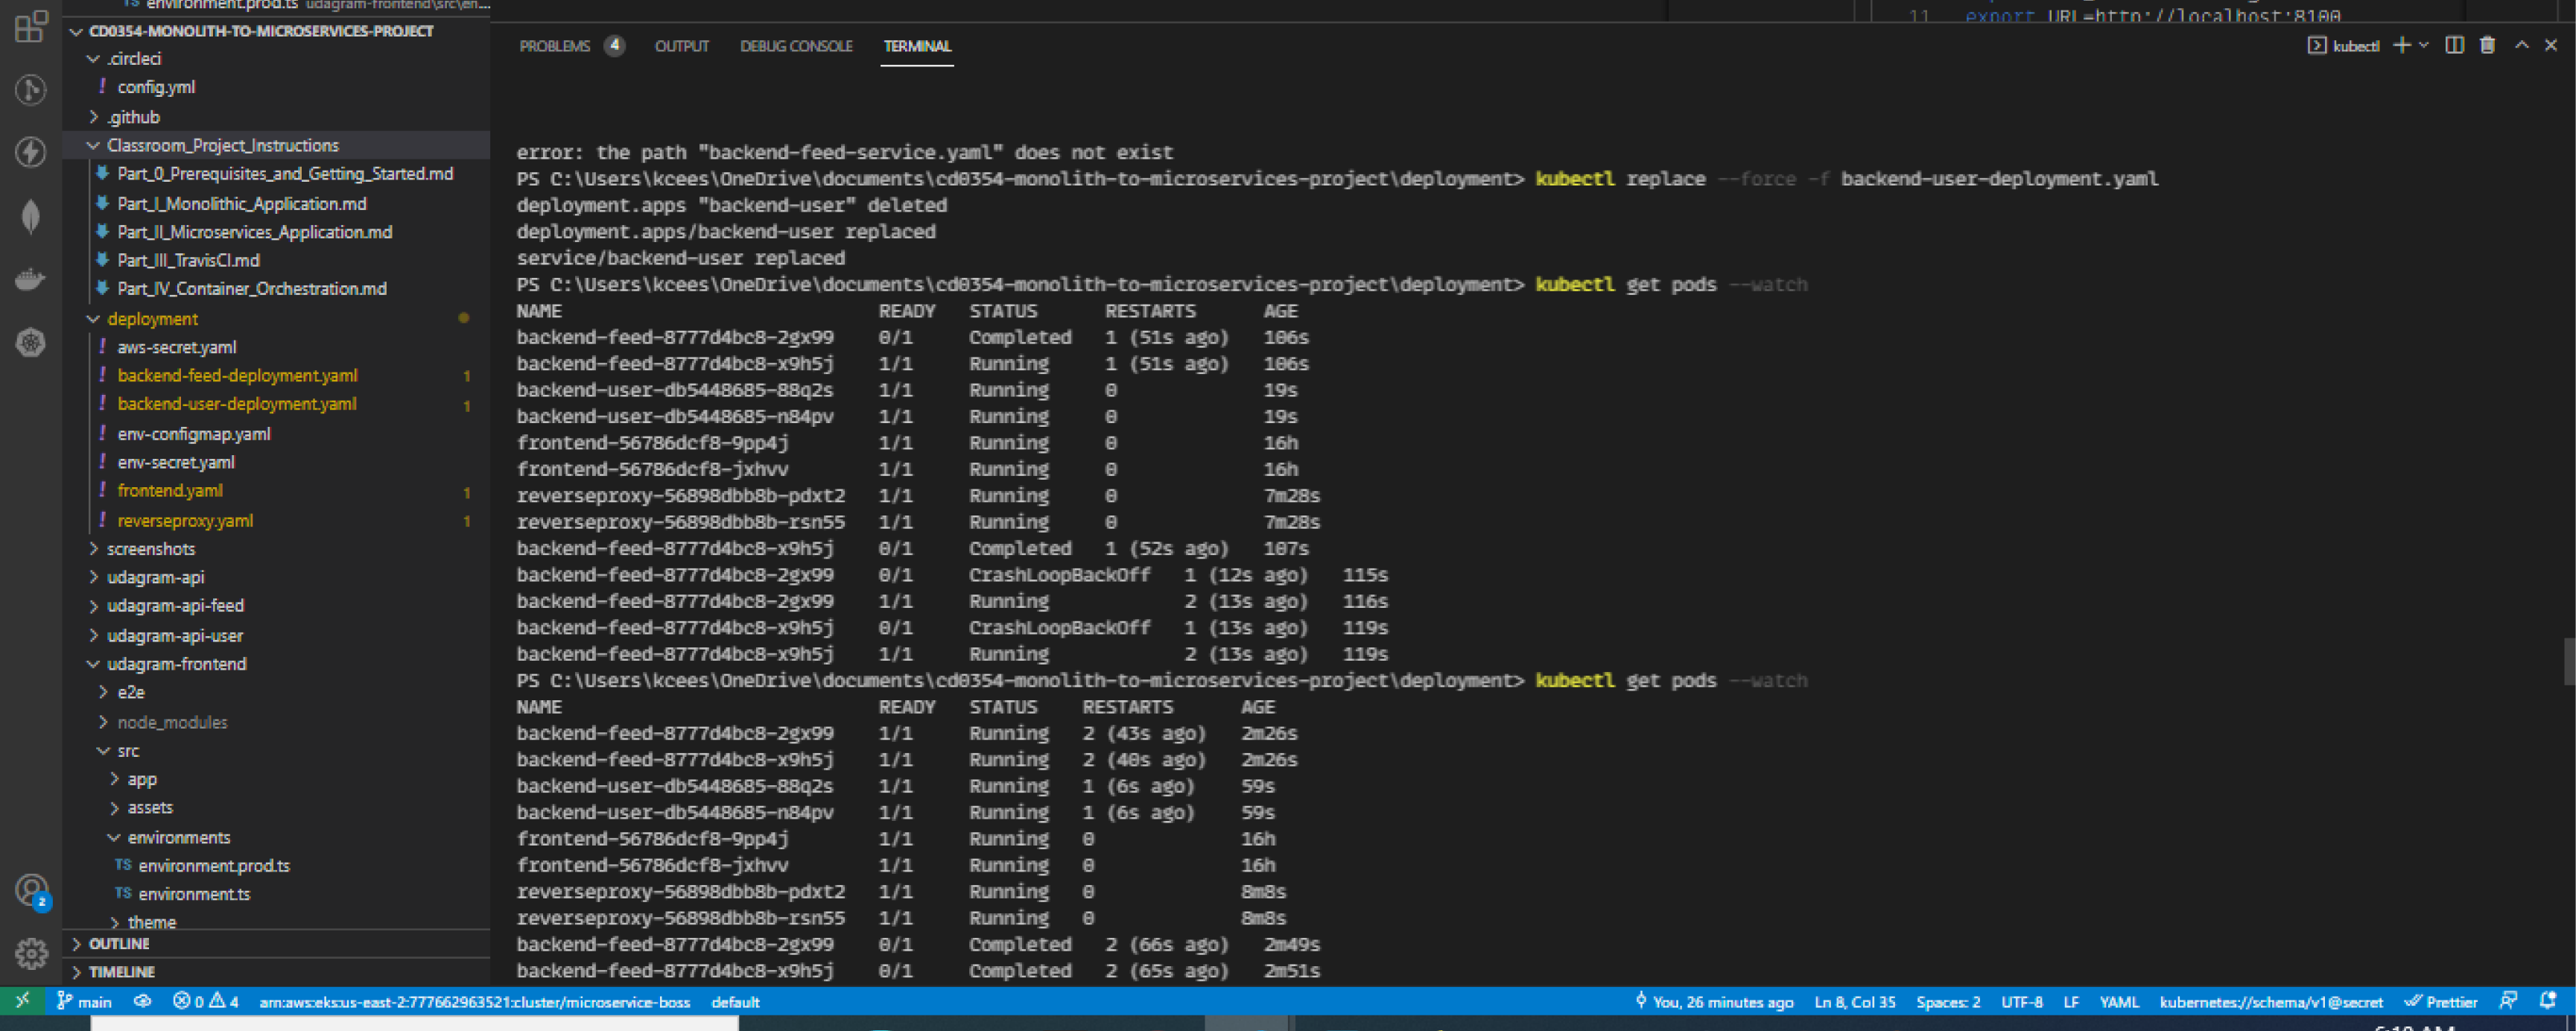 environment.prod.ts udagram-frontend\src\en...
CD0354-MONOLITH-TO-MICROSERVICES-PROJECT
.circleci
! config.yml
.github
Classroom_Project_Instructions
Part_0_Prerequisites_and_Getting_Started.md
Part_I_Monolithic_Application.md
Part_II_Microservices_Application.md
Part_III_TravisCI.md
Part_IV_Container_Orchestration.md
deployment
! aws-secret.yaml
! backend-feed-deployment.yaml 1
! backend-user-deployment.yaml 1
! env-configmap.yaml
! env-secret.yaml
! frontend.yaml 1
! reverseproxy.yaml 1
screenshots
udagram-api
udagram-api-feed
udagram-api-user
udagram-frontend
e2e
node_modules
src
app
assets
environments
TS environment.prod.ts
TS environment.ts
theme
OUTLINE
TIMELINE
2
11 export URL=http://localhost:8100
PROBLEMS 4 OUTPUT DEBUG CONSOLE TERMINAL
kubectl
error: the path "backend-feed-service.yaml" does not exist
PS C:\Users\kcees\OneDrive\documents\cd0354-monolith-to-microservices-project\deployment> kubectl replace --force -f backend-user-deployment.yaml
deployment.apps "backend-user" deleted
deployment.apps/backend-user replaced
service/backend-user replaced
PS C:\Users\kcees\OneDrive\documents\cd0354-monolith-to-microservices-project\deployment> kubectl get pods --watch
NAME READY STATUS RESTARTS AGE
backend-feed-8777d4bc8-2gx99 0/1 Completed 1 (51s ago) 106s
backend-feed-8777d4bc8-x9h5j 1/1 Running 1 (51s ago) 106s
backend-user-db5448685-88q2s 1/1 Running 0 19s
backend-user-db5448685-n84pv 1/1 Running 0 19s
frontend-56786dcf8-9pp4j 1/1 Running 0 16h
frontend-56786dcf8-jxhvv 1/1 Running 0 16h
reverseproxy-56898dbb8b-pdxt2 1/1 Running 0 7m28s
reverseproxy-56898dbb8b-rsn55 1/1 Running 0 7m28s
backend-feed-8777d4bc8-x9h5j 0/1 Completed 1 (52s ago) 107s
backend-feed-8777d4bc8-2gx99 0/1 CrashLoopBackOff 1 (12s ago) 115s
backend-feed-8777d4bc8-2gx99 1/1 Running 2 (13s ago) 116s
backend-feed-8777d4bc8-x9h5j 0/1 CrashLoopBackOff 1 (13s ago) 119s
backend-feed-8777d4bc8-x9h5j 1/1 Running 2 (13s ago) 119s
PS C:\Users\kcees\OneDrive\documents\cd0354-monolith-to-microservices-project\deployment> kubectl get pods --watch
NAME READY STATUS RESTARTS AGE
backend-feed-8777d4bc8-2gx99 1/1 Running 2 (43s ago) 2m26s
backend-feed-8777d4bc8-x9h5j 1/1 Running 2 (40s ago) 2m26s
backend-user-db5448685-88q2s 1/1 Running 1 (6s ago) 59s
backend-user-db5448685-n84pv 1/1 Running 1 (6s ago) 59s
frontend-56786dcf8-9pp4j 1/1 Running 0 16h
frontend-56786dcf8-jxhvv 1/1 Running 0 16h
reverseproxy-56898dbb8b-pdxt2 1/1 Running 0 8m8s
reverseproxy-56898dbb8b-rsn55 1/1 Running 0 8m8s
backend-feed-8777d4bc8-2gx99 0/1 Completed 2 (66s ago) 2m49s
backend-feed-8777d4bc8-x9h5j 0/1 Completed 2 (65s ago) 2m51s
main 0 4 arn:aws:eks:us-east-2:777662963521:cluster/microservice-boss default You, 26 minutes ago Ln 8, Col 35 Spaces: 2 UTF-8 LF YAML kubernetes://schema/v1@secret Prettier